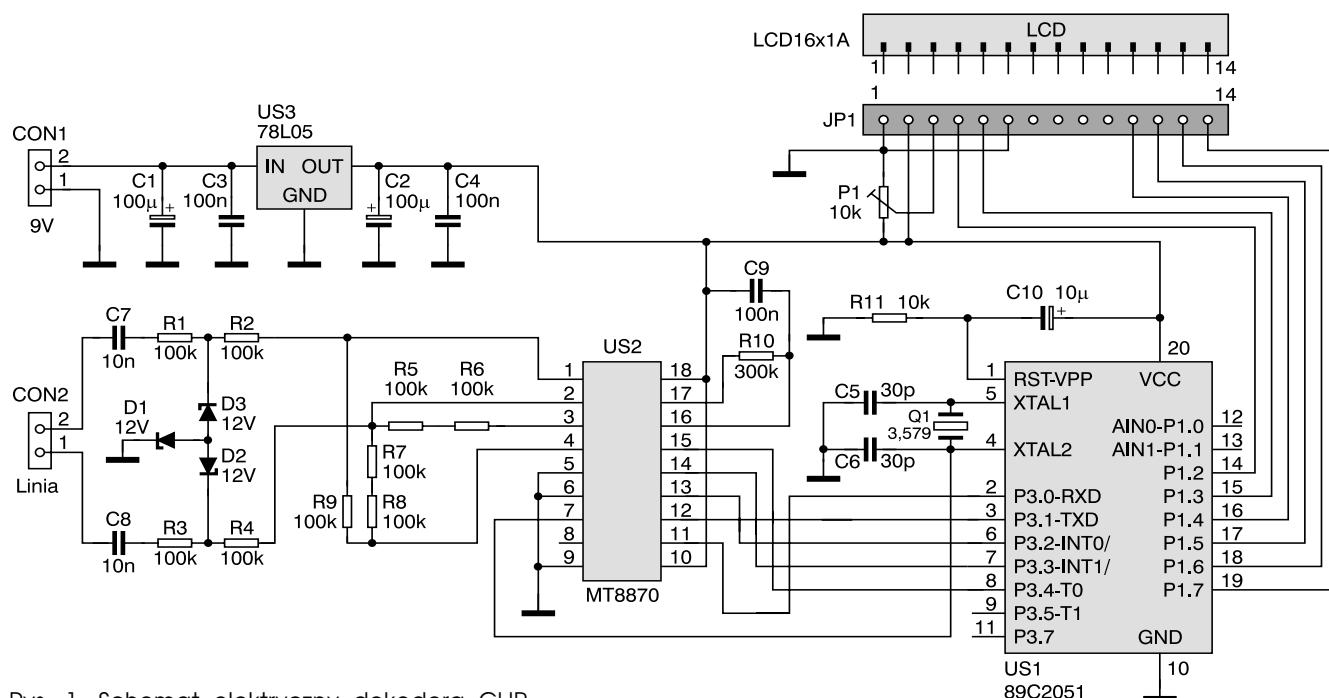 LCD16x1A
LCD
1 14
1 14
JP1
US3
78L05
CON1
2
1
9V
IN OUT
GND
C1
100µ
+
C3
100n
C2
100µ
+
C4
100n
P1
10k
C9
100n
R10
300k
R11 10k
C10 10µ
+
C7
10n
R1
100k
R2
100k
CON2
2
1
Linia
D1
12V
D3
12V
D2
12V
C8
10n
R3
100k
R4
100k
R5
100k
R6
100k
R7
100k
R8
100k
R9
100k
US2
1 18
2 17
3 16
4 15
5 14
6 13
7 12
8 11
9 10
MT8870
C5 30p
Q1
3,579
C6 30p
20
1 RST-VPP VCC
5 XTAL1
AIN0-P1.0 12
4 XTAL2 AIN1-P1.1 13
P1.2 14
2 P3.0-RXD P1.3 15
3 P3.1-TXD P1.4 16
6 P3.2-INT0/ P1.5 17
7 P3.3-INT1/ P1.6 18
8 P3.4-T0 P1.7 19
9 P3.5-T1
11 P3.7 GND
10
US1
89C2051
Rys. 1. Schemat elektryczny dekodera CLIP.